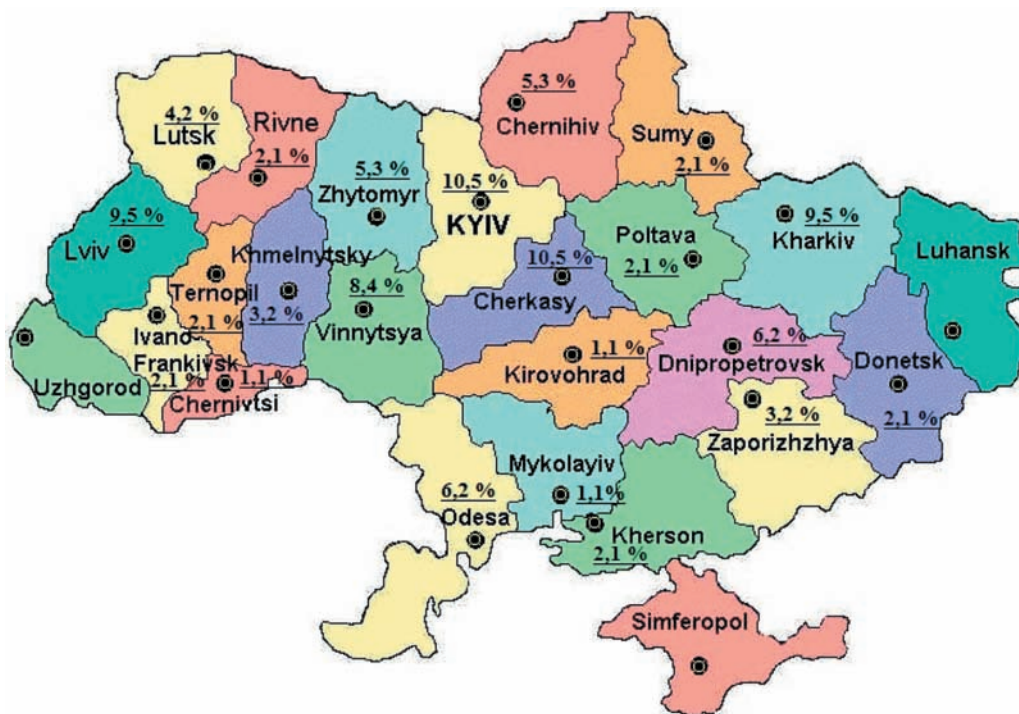 5,3 %
Chernihiv
4,2 %
Lutsk
Rivne
2,1 %
Sumy
2,1 %
5,3 %
Zhytomyr
10,5 %
KYIV
9,5 %
Lviv
Khmelnytsky
3,2 %
Poltava
2,1 %
9,5 %
Kharkiv
Luhansk
10,5 %
Cherkasy
Ternopil
2,1 %
8,4 %
Vinnytsya
Ivano
Frankivsk
2,1 %
Uzhgorod
1,1 %
Chernivtsi
1,1 %
Kirovohrad
6,2 %
Dnipropetrovsk
Donetsk
2,1 %
3,2 %
Zaporizhzhya
Mykolayiv
1,1%
6,2 %
Odesa
Kherson
2,1 %
Simferopol